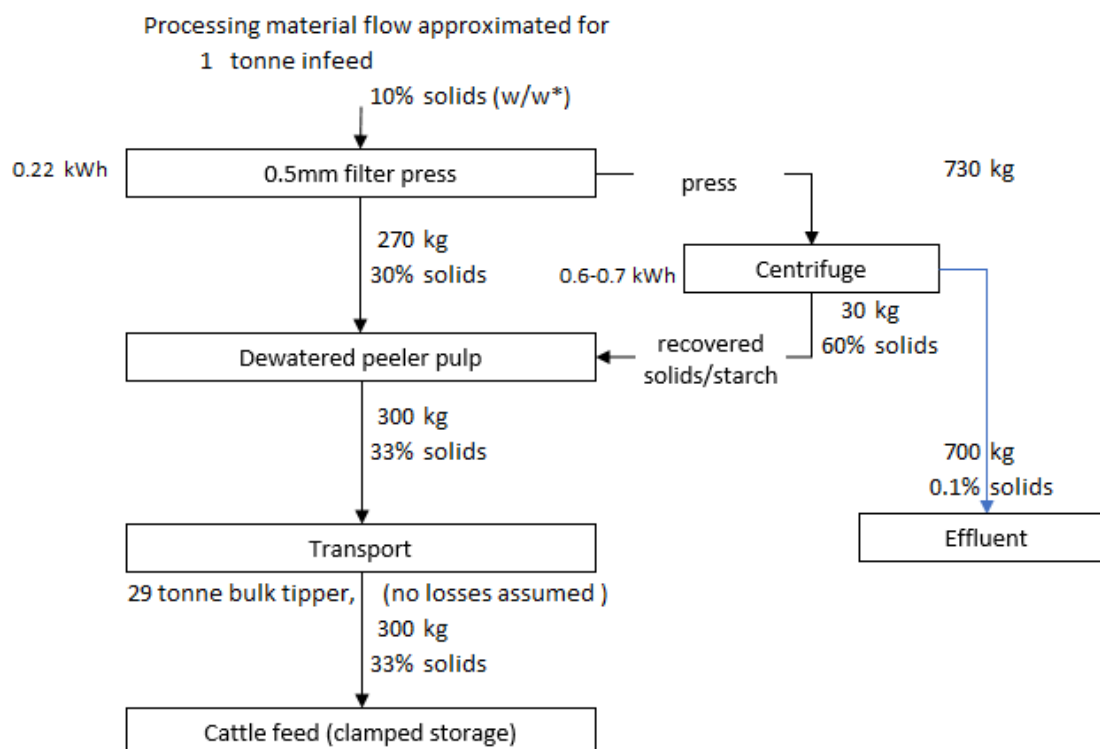 Processing material flow approximated for
1 tonne infeed
10% solids (w/w*)
0.22 kWh
0.5mm filter press
press
730 kg
270 kg
30% solids
0.6-0.7 kWh
Centrifuge
30 kg
60% solids
Dewatered peeler pulp
recovered
solids/starch
300 kg
33% solids
700 kg
0.1% solids
Transport
Effluent
29 tonne bulk tipper, (no losses assumed )
300 kg
33% solids
Cattle feed (clamped storage)